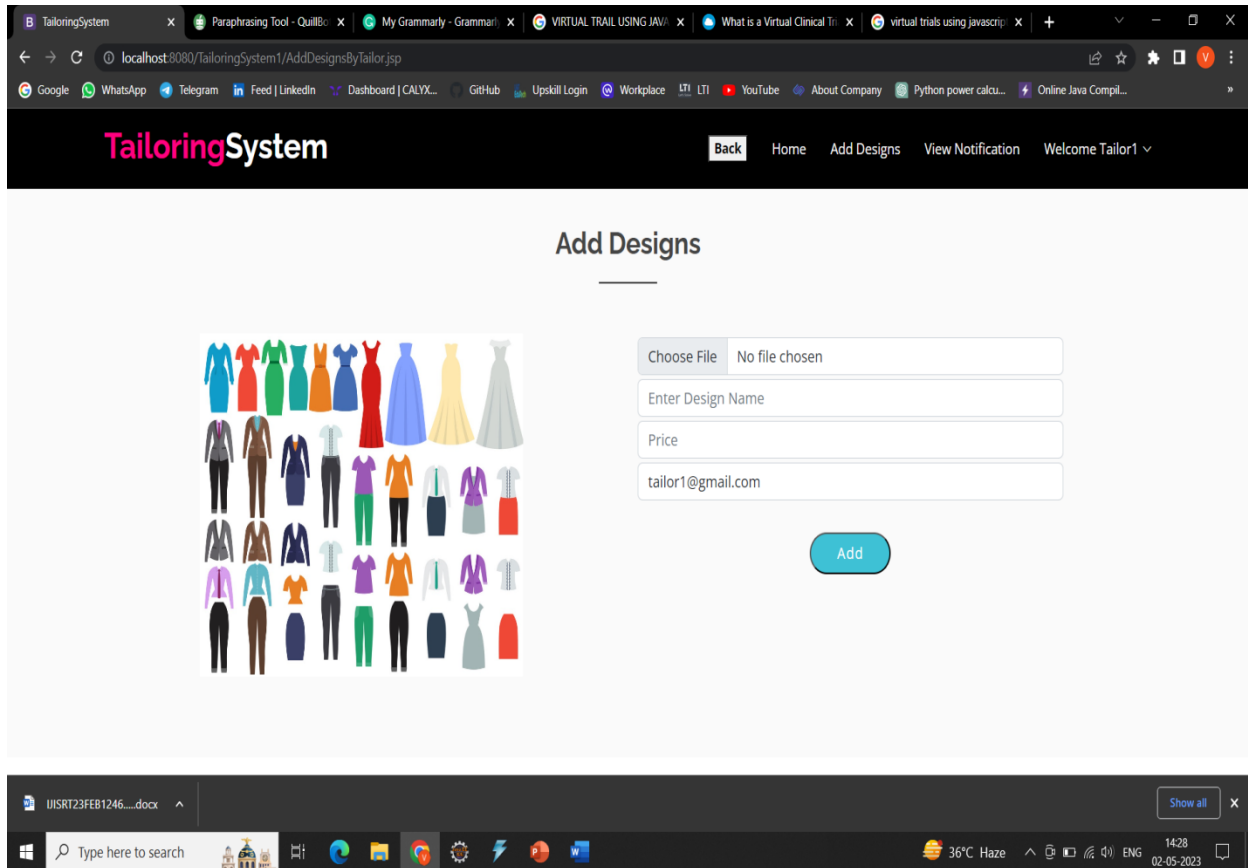 B TailoringSystem Paraphrasing Tool - QuillBo My Grammarly - Grammarly VIRTUAL TRAIL USING JAVA What is a Virtual Clinical Tri virtual trials using javascrip
localhost:8080/TailoringSystem1/AddDesignsByTailor.jsp V
Google WhatsApp Telegram Feed | LinkedIn Dashboard | CALYX... GitHub Upskill Login Workplace LTI LTI YouTube About Company Python power calcu... Online Java Compil... »
TailoringSystem Back Home Add Designs View Notification Welcome Tailor1
Add Designs
Choose File No file chosen
Enter Design Name
Price
tailor1@gmail.com
Add
IJISRT23FEB1246.....docx Show all
Type here to search 36°C Haze ENG 14:28
02-05-2023